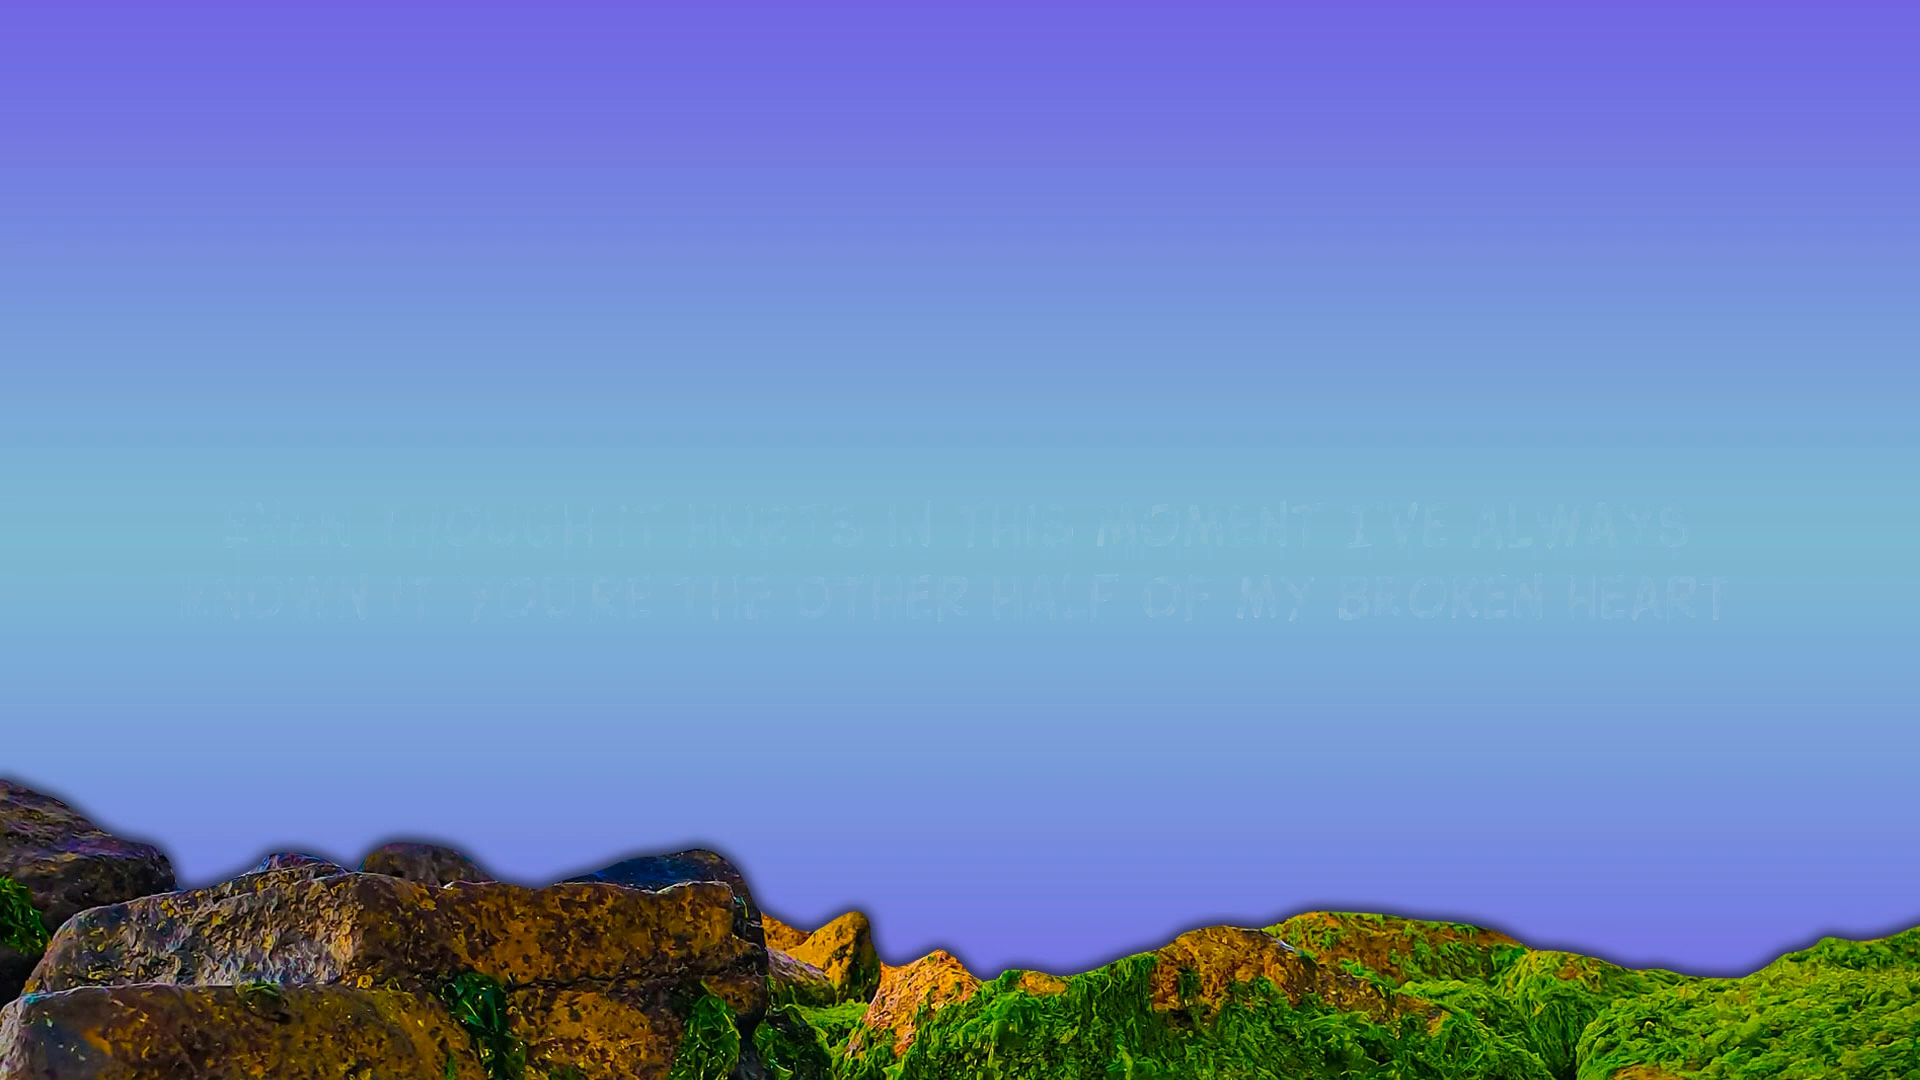 EVEN THOUGH IT HURTS IN THIS MOMENT I'VE ALWAYS
KNOWN IT YOU'RE THE OTHER HALF OF MY BROKEN HEART